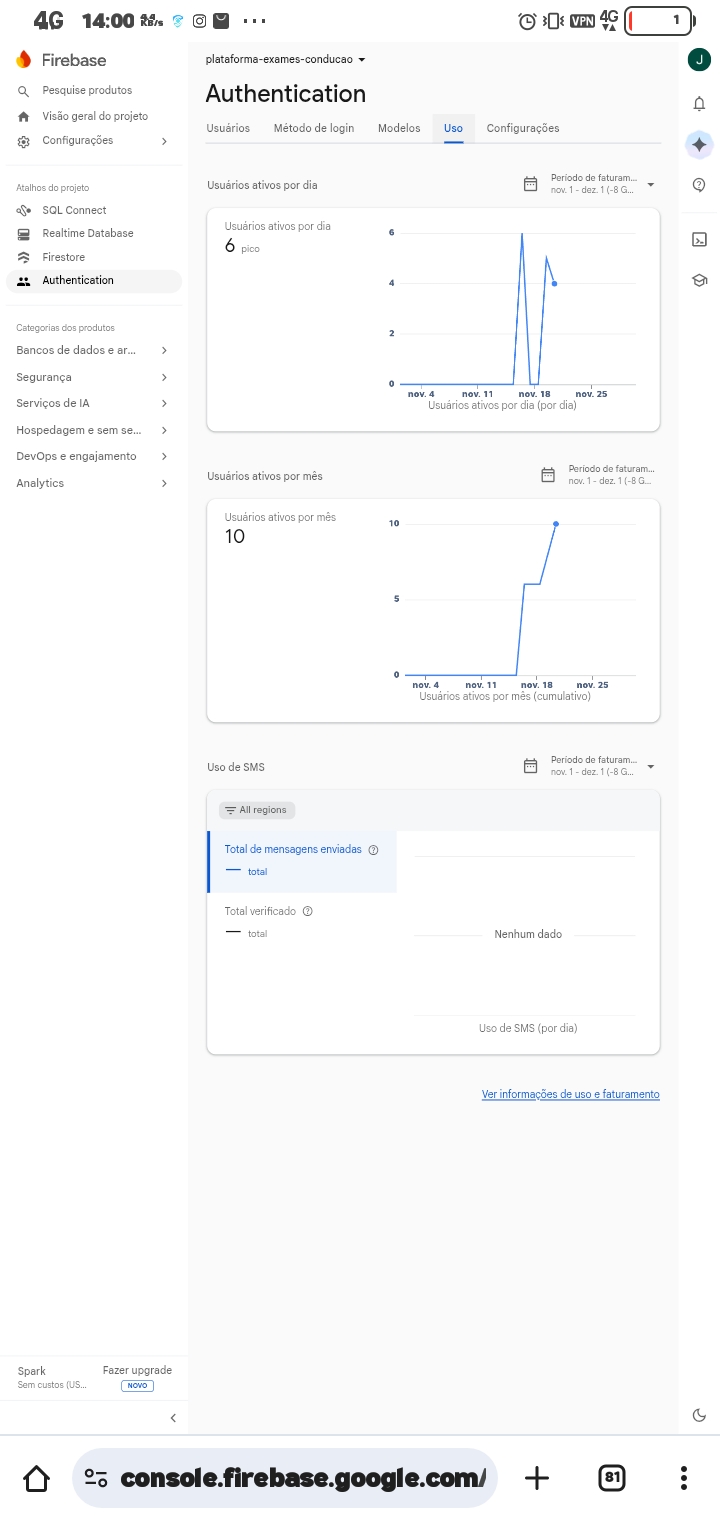 4G 14:00 KB/s VPN 4G 1
Firebase
Pesquise produtos
Visão geral do projeto
Configurações
Atalhos do projeto
SQL Connect
Realtime Database
Firestore
Authentication
Categorias dos produtos
Bancos de dados e ar...
Segurança
Serviços de IA
Hospedagem e sem se...
DevOps e engajamento
Analytics
Spark
Sem custos (US...
Fazer upgrade
NOVO
plataforma-exames-conducao
J
Authentication
Usuários Método de login Modelos Uso Configurações
Usuários ativos por dia
Período de faturam...
nov. 1 - dez. 1 (-8 G...
Usuários ativos por dia
6 pico
6
4
2
0
nov. 4 nov. 11 nov. 18 nov. 25
Usuários ativos por dia (por dia)
Usuários ativos por mês
Período de faturam...
nov. 1 - dez. 1 (-8 G...
Usuários ativos por mês
10
10
5
0
nov. 4 nov. 11 nov. 18 nov. 25
Usuários ativos por mês (cumulativo)
Uso de SMS
Período de faturam...
nov. 1 - dez. 1 (-8 G...
All regions
Total de mensagens enviadas
total
Total verificado
total
Nenhum dado
Uso de SMS (por dia)
Ver informações de uso e faturamento
console.firebase.google.com/
81